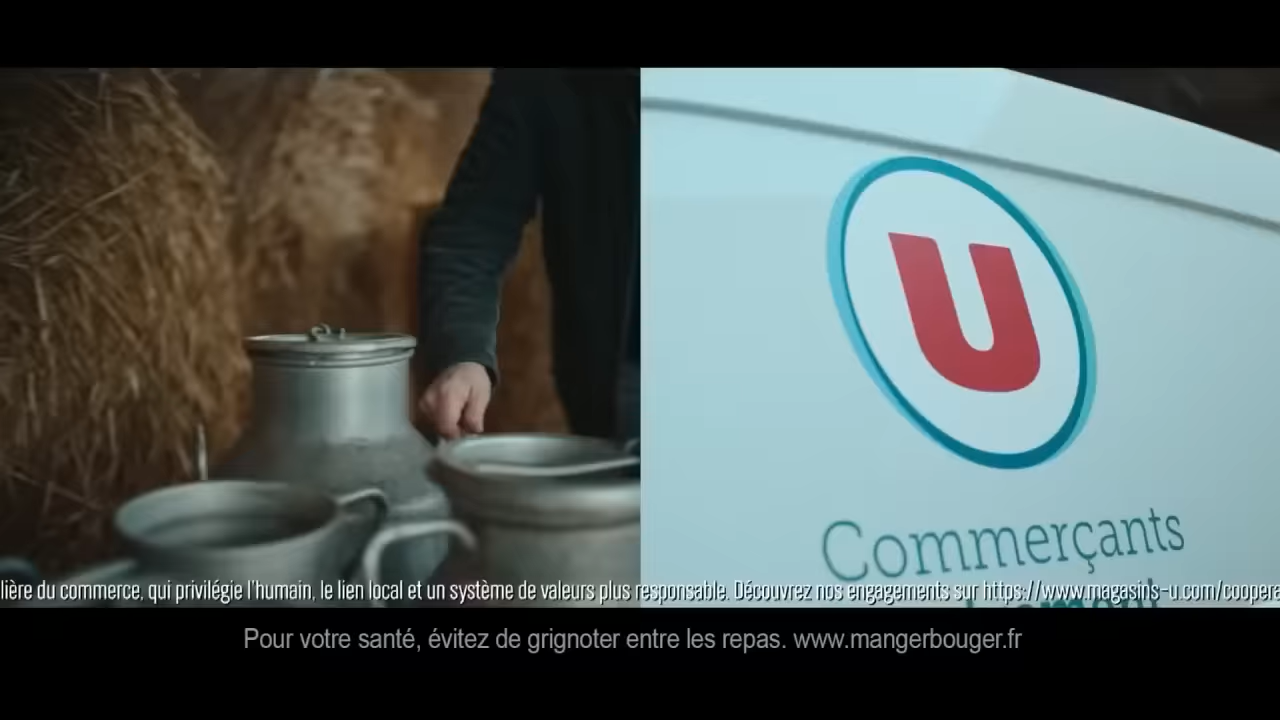 U
Commerçants
lière du commerce, qui privilégie l'humain, le lien local et un système de valeurs plus responsable. Découvrez nos engagements sur https://www.magasins-u.com/coopera
Pour votre santé, évitez de grignoter entre les repas. www.mangerbouger.fr